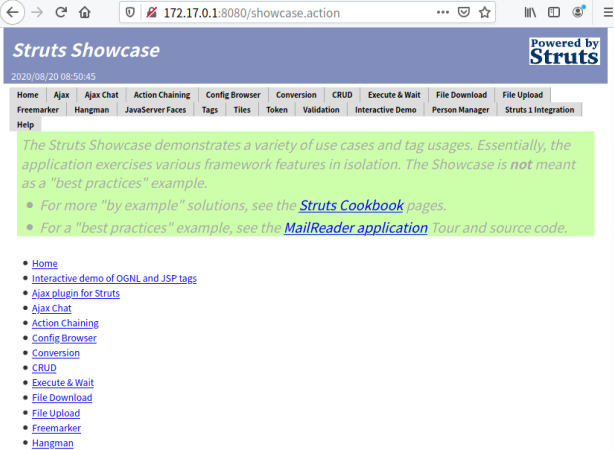 172.17.0.1:8080/showcase.action
Struts Showcase
Powered by
Struts
2020/08/20 08:50:45
Home Ajax Ajax Chat Action Chaining Config Browser Conversion CRUD Execute & Wait File Download File Upload
Freemarker Hangman JavaServer Faces Tags Tiles Token Validation Interactive Demo Person Manager Struts 1 Integration
Help
The Struts Showcase demonstrates a variety of use cases and tag usages. Essentially, the
application exercises various framework features in isolation. The Showcase is not meant
as a "best practices" example.
• For more "by example" solutions, see the Struts Cookbook pages.
• For a "best practices" example, see the MailReader application Tour and source code.
• Home
• Interactive demo of OGNL and JSP tags
• Ajax plugin for Struts
• Ajax Chat
• Action Chaining
• Config Browser
• Conversion
• CRUD
• Execute & Wait
• File Download
• File Upload
• Freemarker
• Hangman